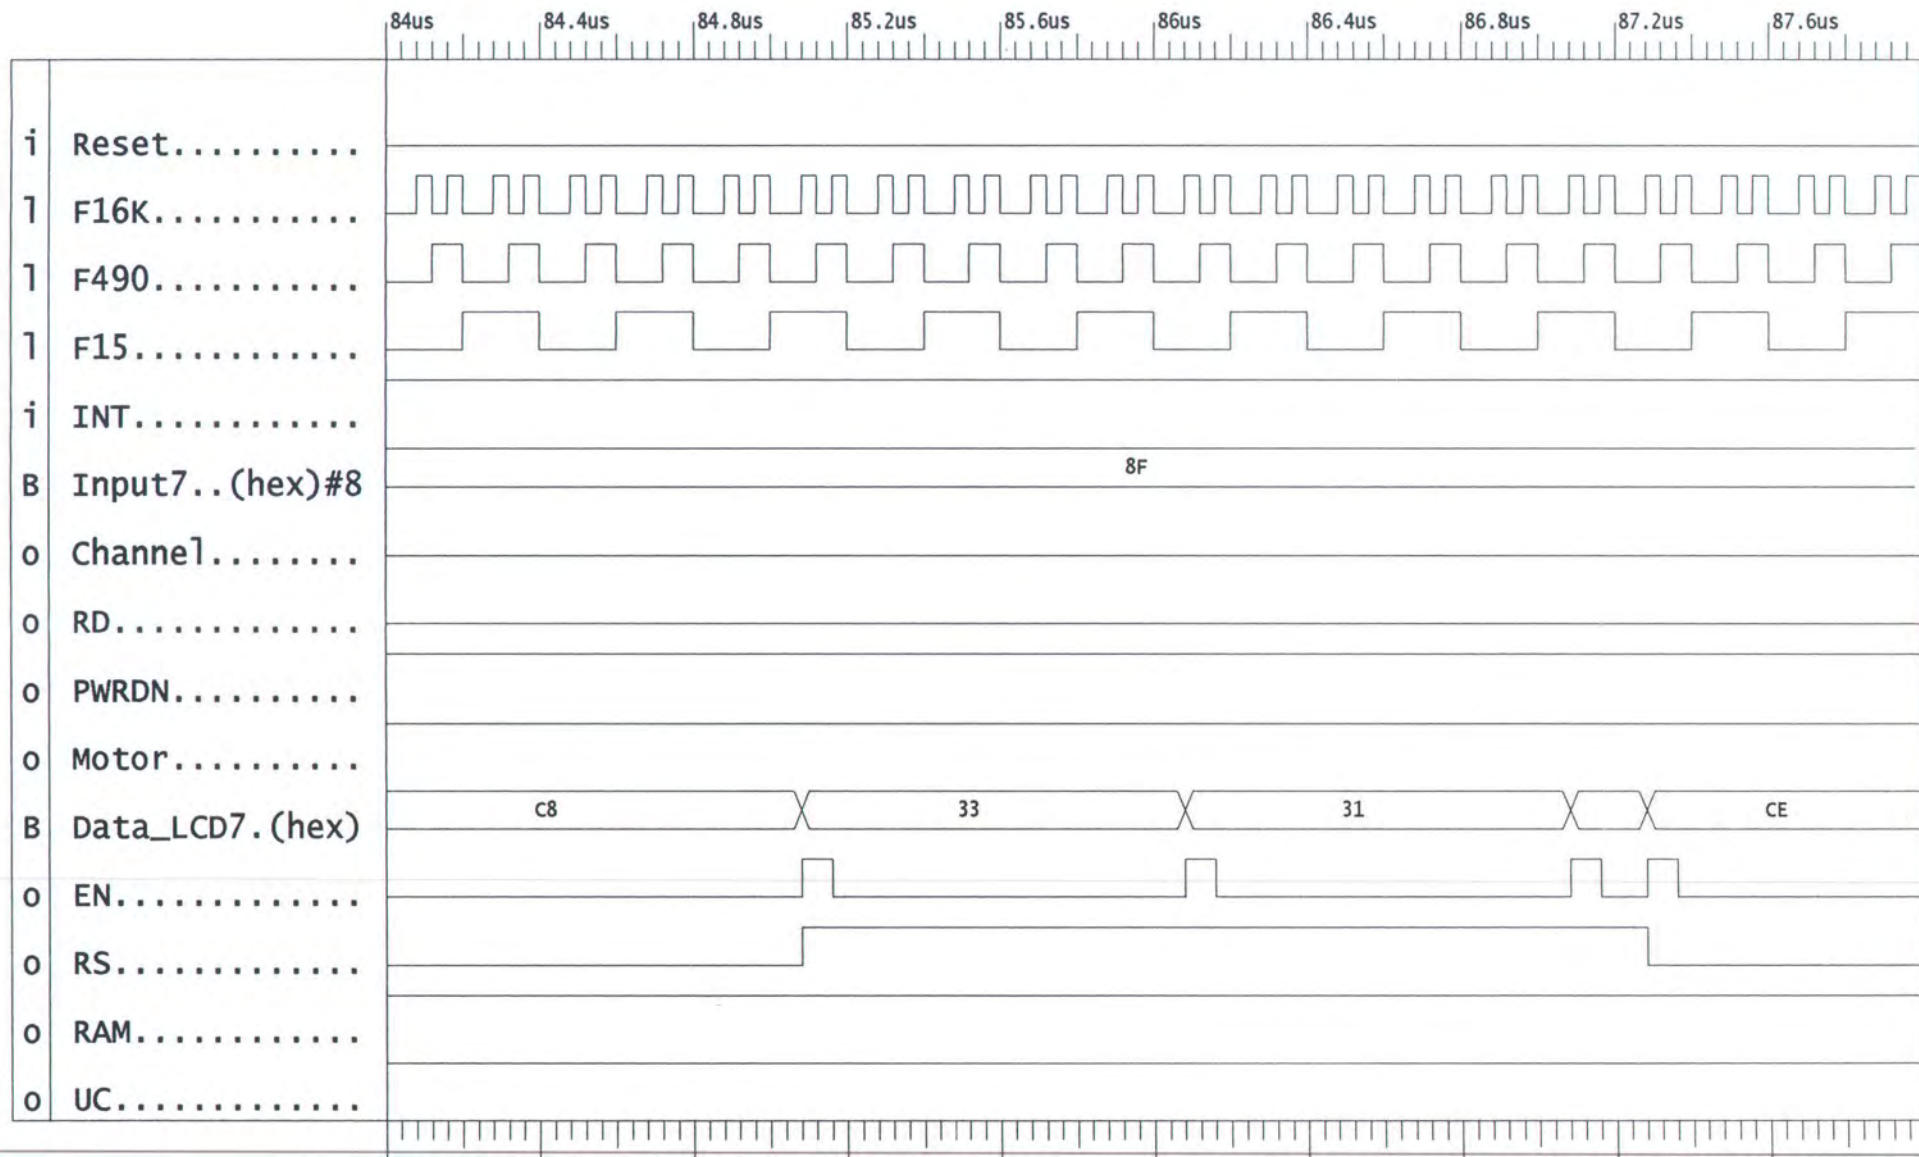 84us 84.4us 84.8us 85.2us 85.6us 86us 86.4us 86.8us 87.2us 87.6us
i Reset..........
l F16K...........
l F490...........
l F15............
i INT............
B Input7..(hex)#8 8F
o Channel........
o RD.............
o PWRDN..........
o Motor..........
B Data_LCD7.(hex) C8 33 31 CE
o EN.............
o RS.............
o RAM............
o UC.............